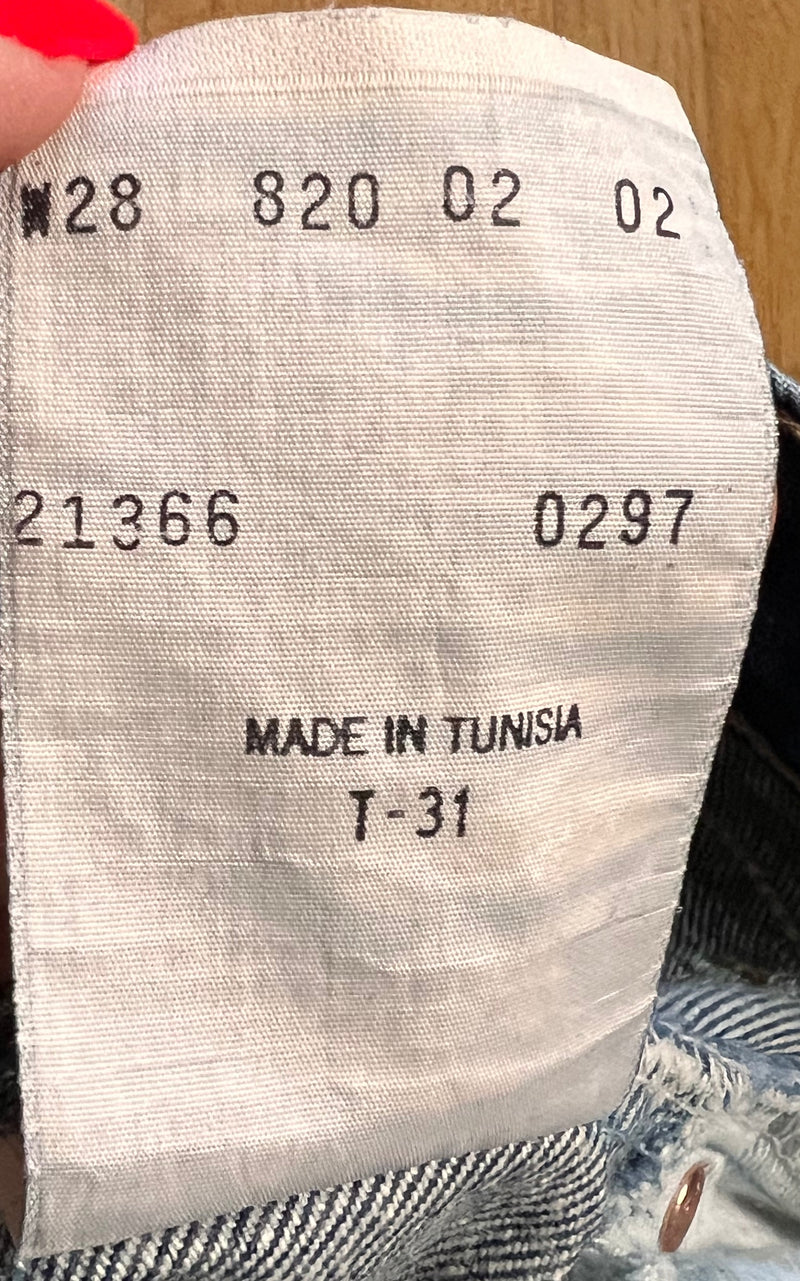 W28 820 02 02
21366 0297
MADE IN TUNISIA
T-31